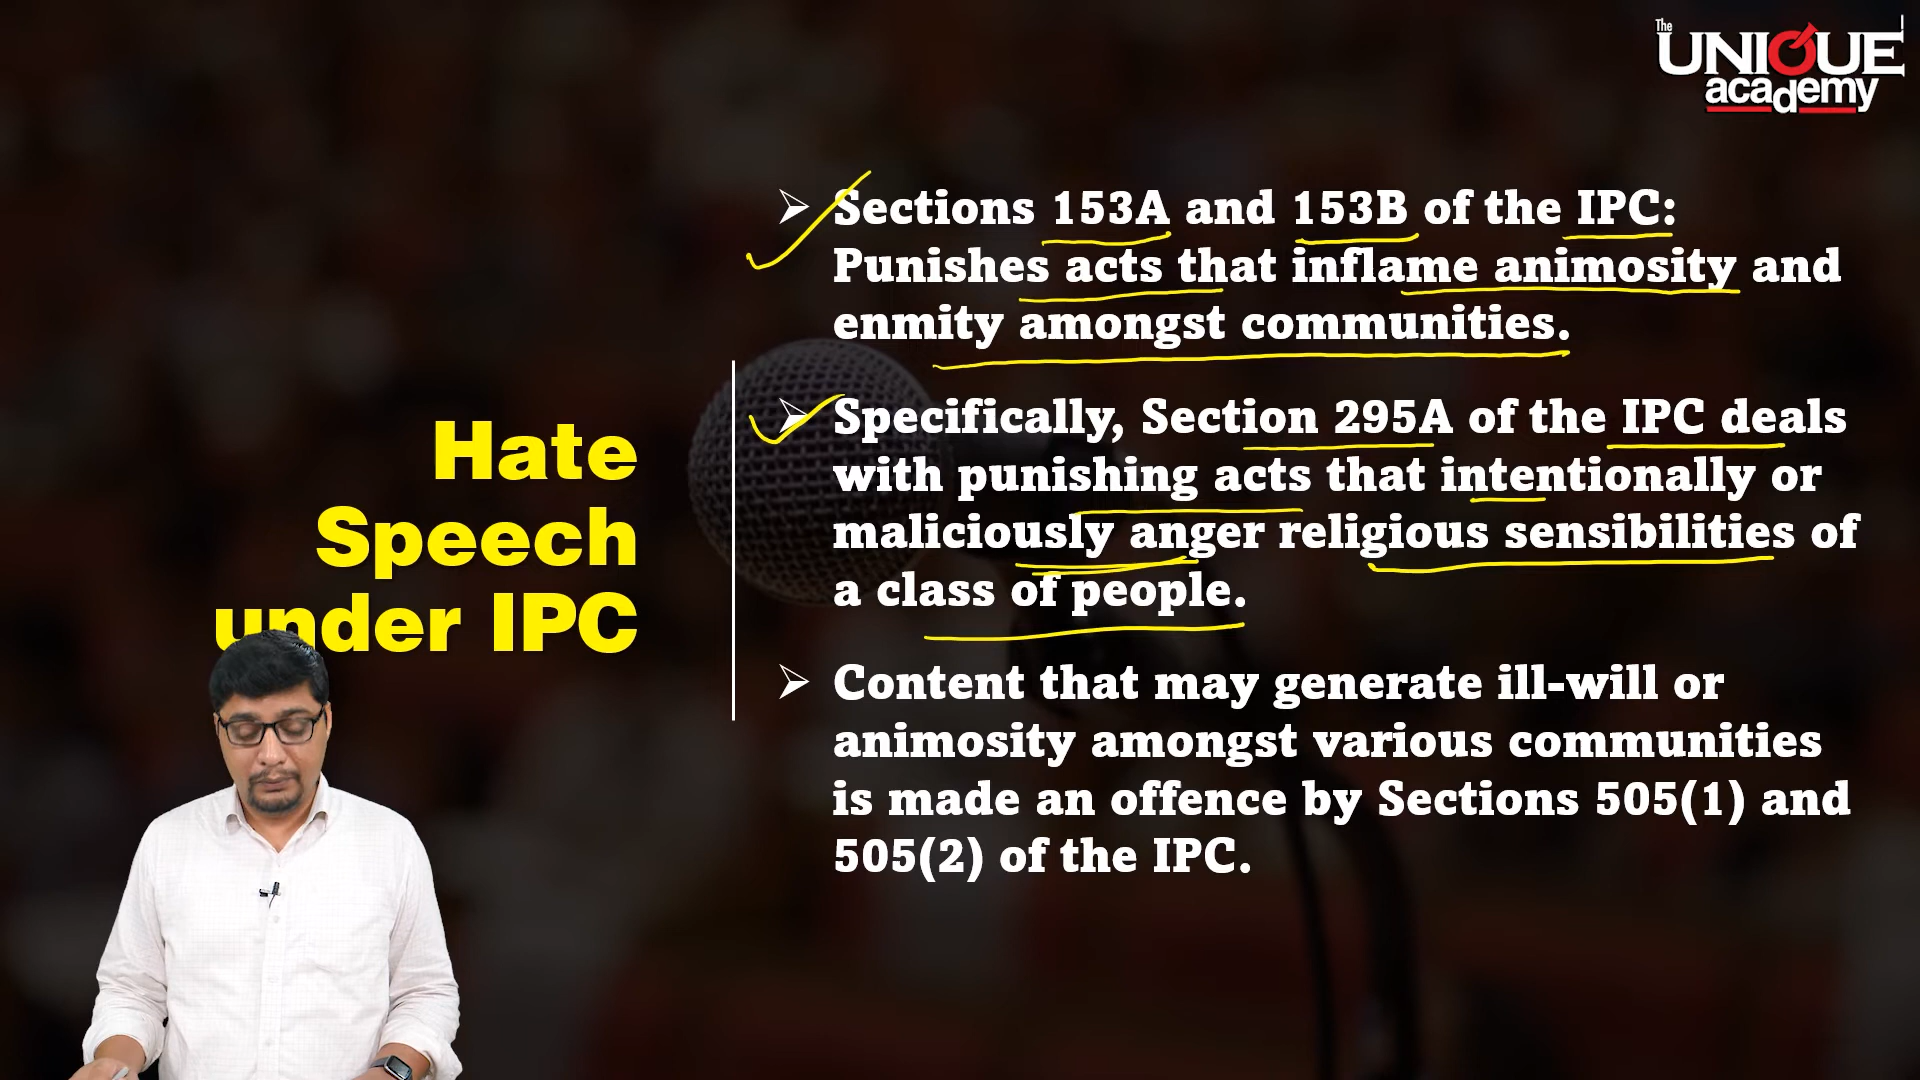 The
UNIQUE
academy
Hate
Speech
under IPC
Sections 153A and 153B of the IPC:
Punishes acts that inflame animosity and
enmity amongst communities.
Specifically, Section 295A of the IPC deals
with punishing acts that intentionally or
maliciously anger religious sensibilities of
a class of people.
Content that may generate ill-will or
animosity amongst various communities
is made an offence by Sections 505(1) and
505(2) of the IPC.